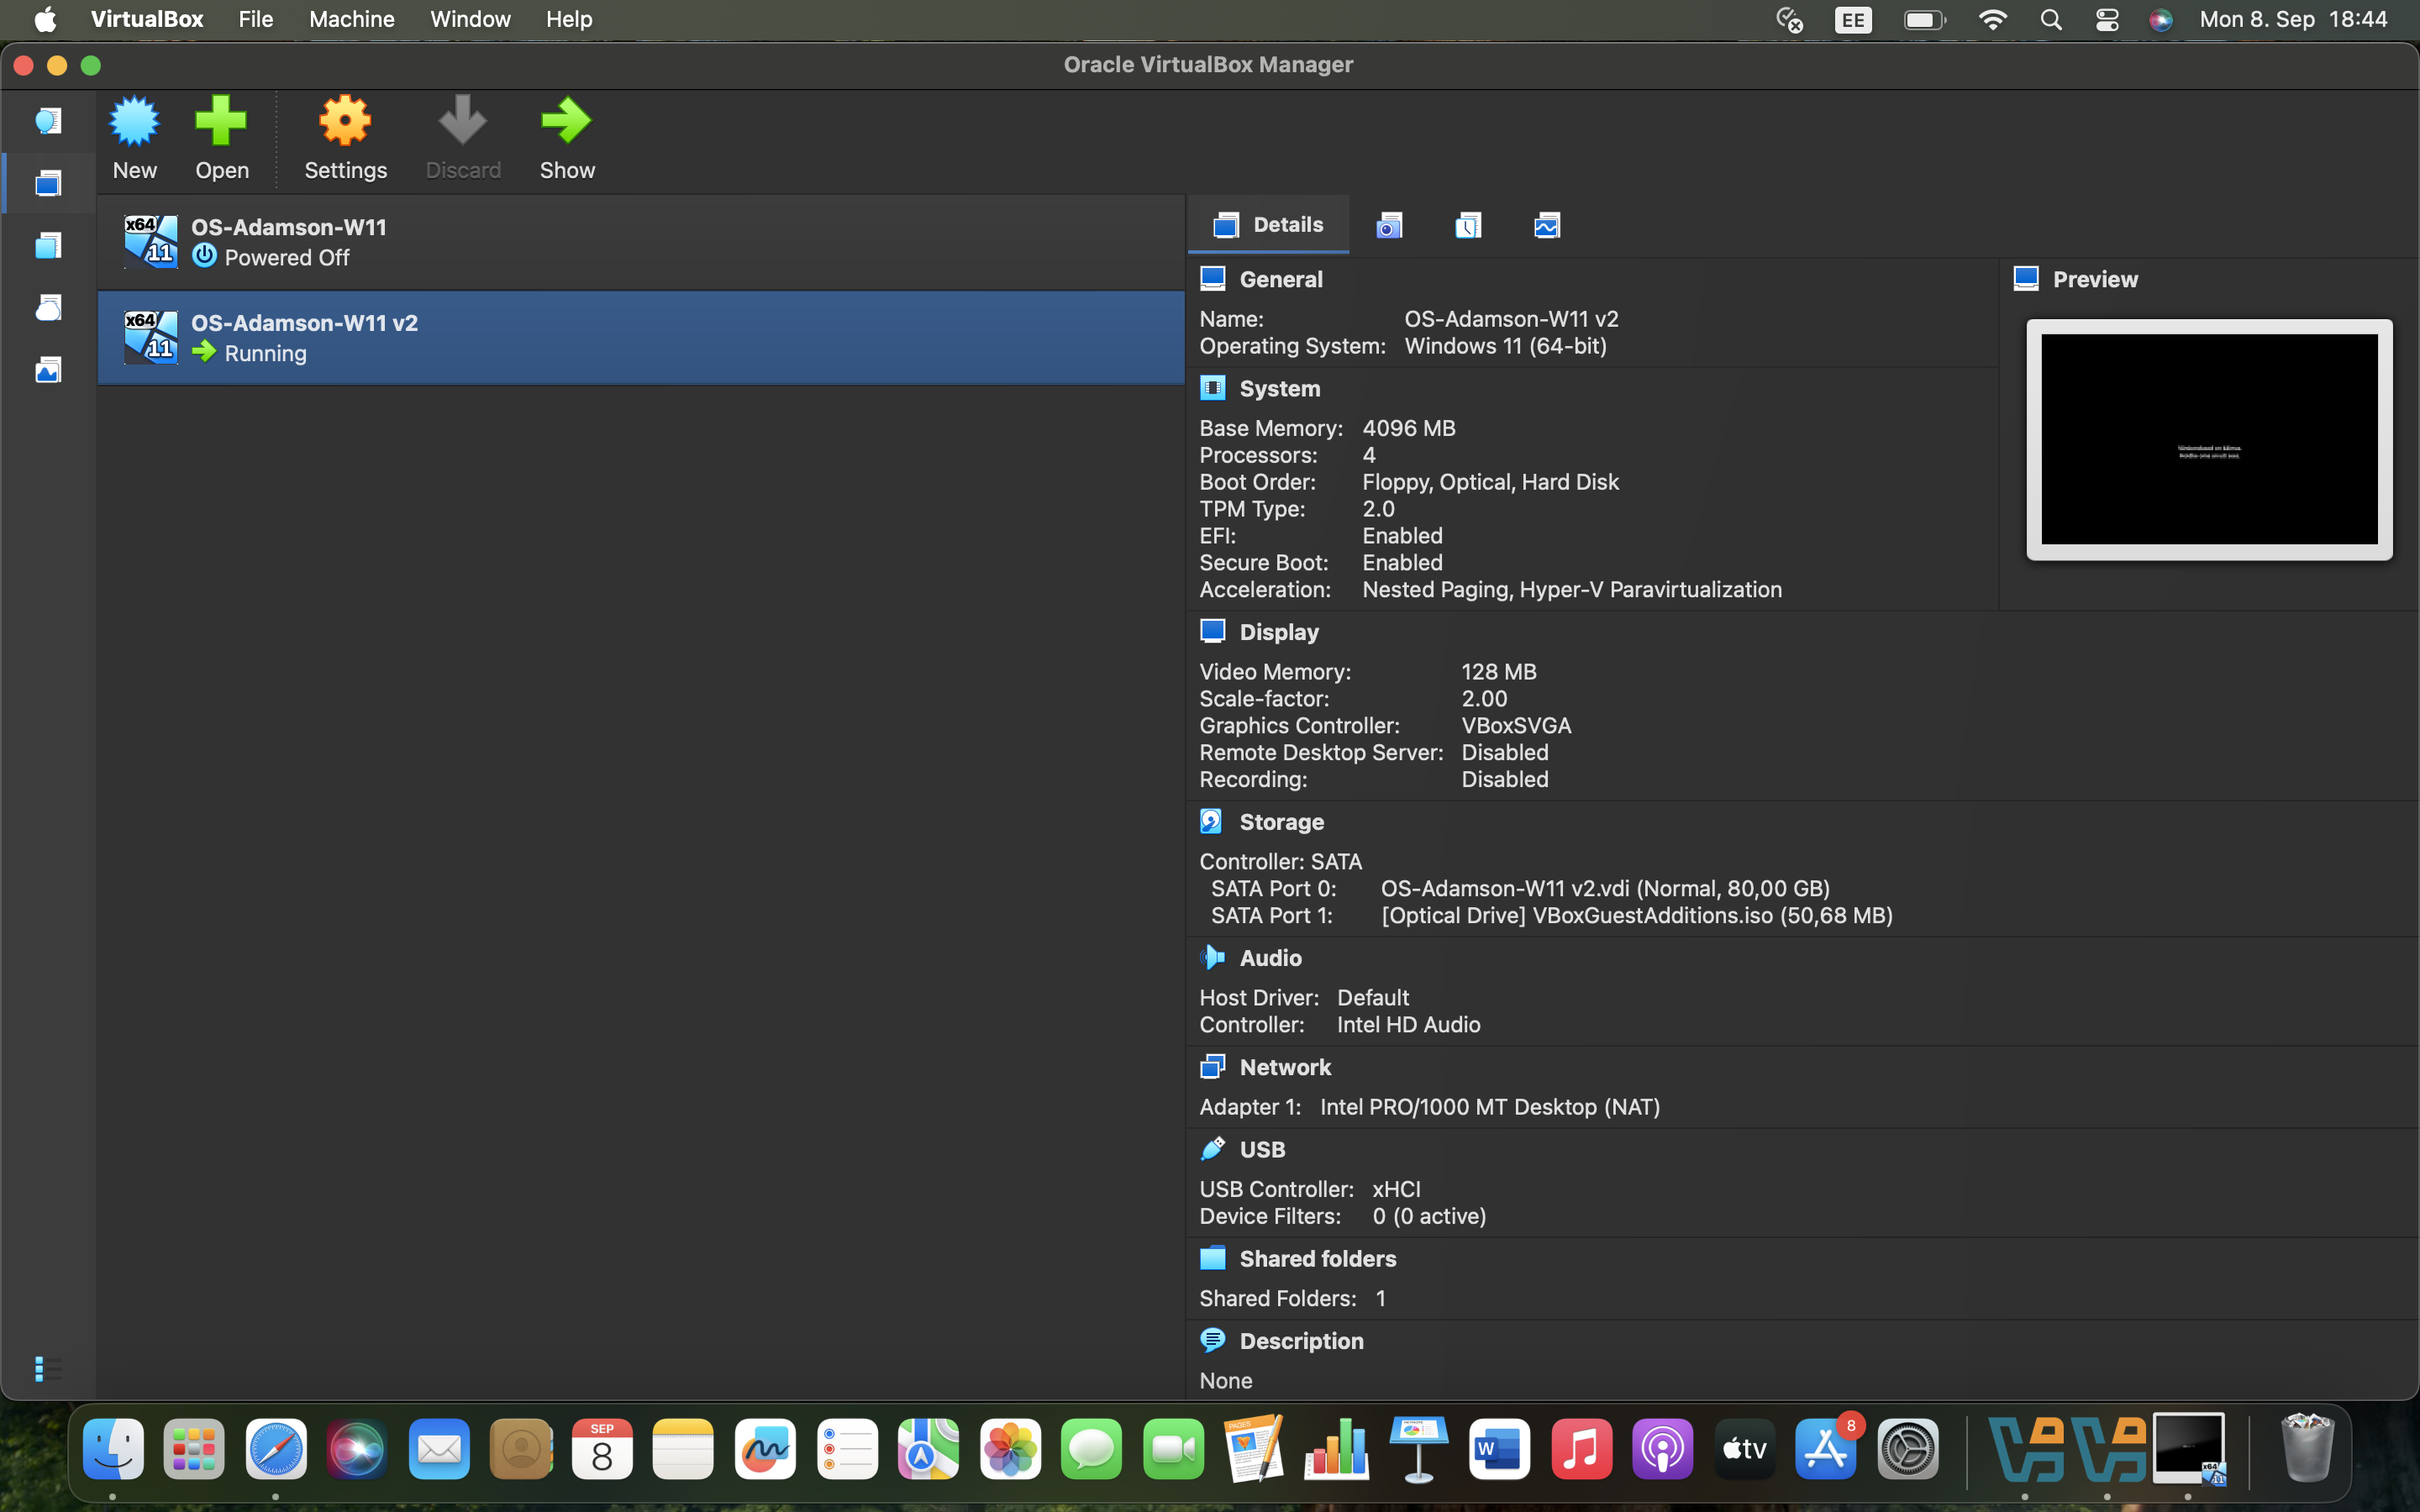 VirtualBox File Machine Window Help EE Mon 8. Sep 18:44
Oracle VirtualBox Manager
New Open Settings Discard Show
x64 11 OS-Adamson-W11
Powered Off
x64 11 OS-Adamson-W11 v2
Running
Details
General
Name: OS-Adamson-W11 v2
Operating System: Windows 11 (64-bit)
Preview
System
Base Memory: 4096 MB
Processors: 4
Boot Order: Floppy, Optical, Hard Disk
TPM Type: 2.0
EFI: Enabled
Secure Boot: Enabled
Acceleration: Nested Paging, Hyper-V Paravirtualization
Display
Video Memory: 128 MB
Scale-factor: 2.00
Graphics Controller: VBoxSVGA
Remote Desktop Server: Disabled
Recording: Disabled
Storage
Controller: SATA
SATA Port 0: OS-Adamson-W11 v2.vdi (Normal, 80,00 GB)
SATA Port 1: [Optical Drive] VBoxGuestAdditions.iso (50,68 MB)
Audio
Host Driver: Default
Controller: Intel HD Audio
Network
Adapter 1: Intel PRO/1000 MT Desktop (NAT)
USB
USB Controller: xHCI
Device Filters: 0 (0 active)
Shared folders
Shared Folders: 1
Description
None
SEP
8
PAGES
W
tv
8
x64